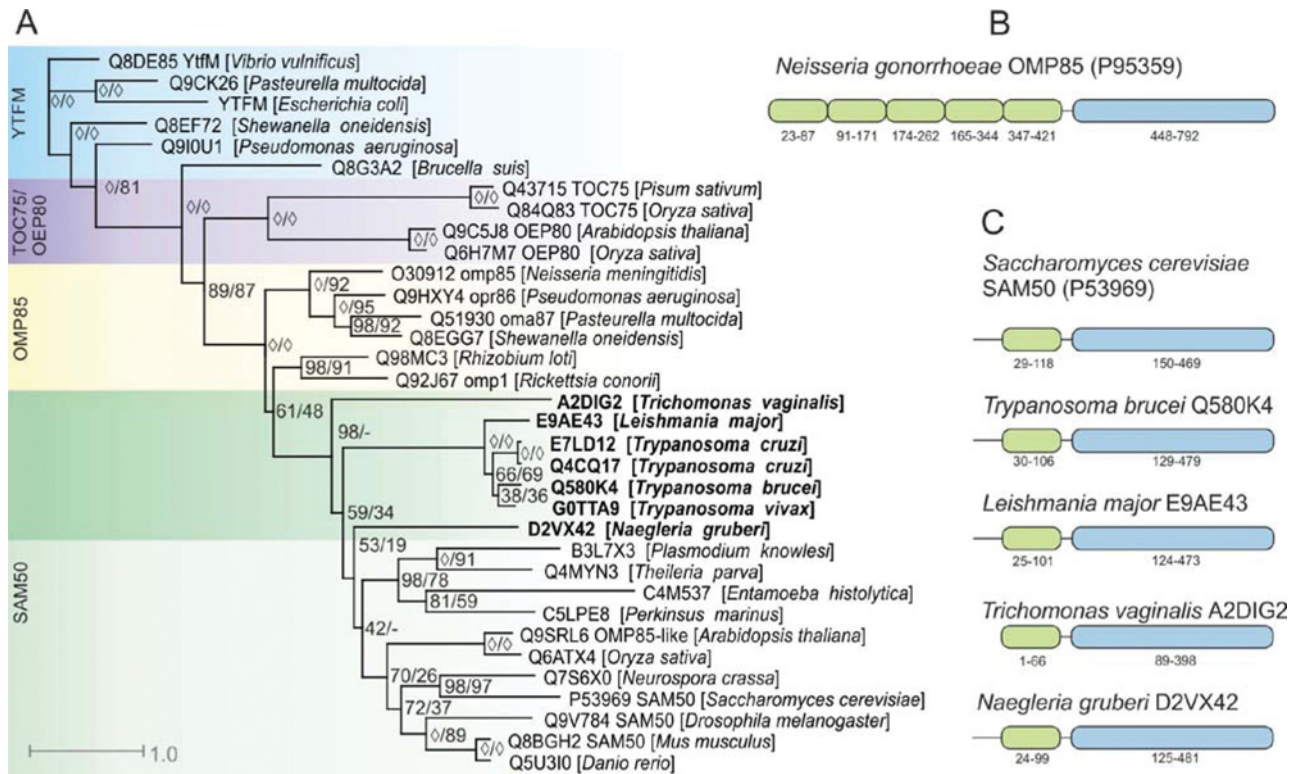 A
YTFM
Q8DE85 YtfM [Vibrio vulnificus]
Q9CK26 [Pasteurella multocida]
◊/◊
◊/◊
YTFM [Escherichia coli]
Q8EF72 [Shewanella oneidensis]
◊/◊
Q9I0U1 [Pseudomonas aeruginosa]
◊/81
Q8G3A2 [Brucella suis]
TOC75/
OEP80
Q43715 TOC75 [Pisum sativum]
◊/◊
Q84Q83 TOC75 [Oryza sativa]
◊/◊
◊/◊
Q9C5J8 OEP80 [Arabidopsis thaliana]
◊/◊
Q6H7M7 OEP80 [Oryza sativa]
OMP85
O30912 omp85 [Neisseria meningitidis]
89/87
◊/92
Q9HXY4 opr86 [Pseudomonas aeruginosa]
◊/95
Q51930 oma87 [Pasteurella multocida]
98/92
Q8EGG7 [Shewanella oneidensis]
◊/◊
Q98MC3 [Rhizobium loti]
98/91
Q92J67 omp1 [Rickettsia conorii]
61/48
A2DIG2 [Trichomonas vaginalis]
98/-
E9AE43 [Leishmania major]
◊/◊
E7LD12 [Trypanosoma cruzi]
◊/◊
Q4CQ17 [Trypanosoma cruzi]
66/69
Q580K4 [Trypanosoma brucei]
38/36
G0TTA9 [Trypanosoma vivax]
59/34
D2VX42 [Naegleria gruberi]
SAM50
53/19
B3L7X3 [Plasmodium knowlesi]
◊/91
Q4MYN3 [Theileria parva]
98/78
C4M537 [Entamoeba histolytica]
81/59
C5LPE8 [Perkinsus marinus]
42/-
Q9SRL6 OMP85-like [Arabidopsis thaliana]
◊/◊
Q6ATX4 [Oryza sativa]
70/26
Q7S6X0 [Neurospora crassa]
98/97
P53969 SAM50 [Saccharomyces cerevisiae]
72/37
Q9V784 SAM50 [Drosophila melanogaster]
◊/89
Q8BGH2 SAM50 [Mus musculus]
◊/◊
Q5U3I0 [Danio rerio]
1.0
B
Neisseria gonorrhoeae OMP85 (P95359)
23-87 91-171 174-262 165-344 347-421 448-792
C
Saccharomyces cerevisiae
SAM50 (P53969)
29-118 150-469
Trypanosoma brucei Q580K4
30-106 129-479
Leishmania major E9AE43
25-101 124-473
Trichomonas vaginalis A2DIG2
1-66 89-398
Naegleria gruberi D2VX42
24-99 125-481